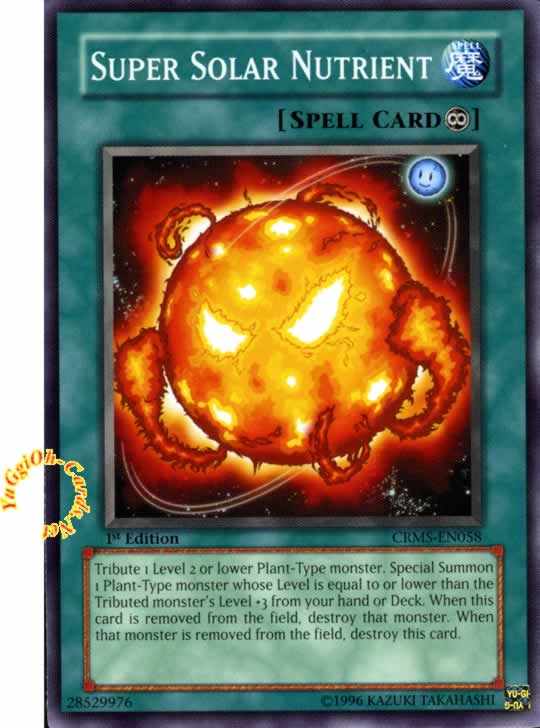 SUPER SOLAR NUTRIENT
SPELL
魔
[SPELL CARD]
1st Edition
CRMS-EN058
Tribute 1 Level 2 or lower Plant-Type monster. Special Summon
1 Plant-Type monster whose Level is equal to or lower than the
Tributed monster's Level +3 from your hand or Deck. When this
card is removed from the field, destroy that monster. When
that monster is removed from the field, destroy this card.
28529976
©1996 KAZUKI TAKAHASHI
YuGgiOh-Cards.Net